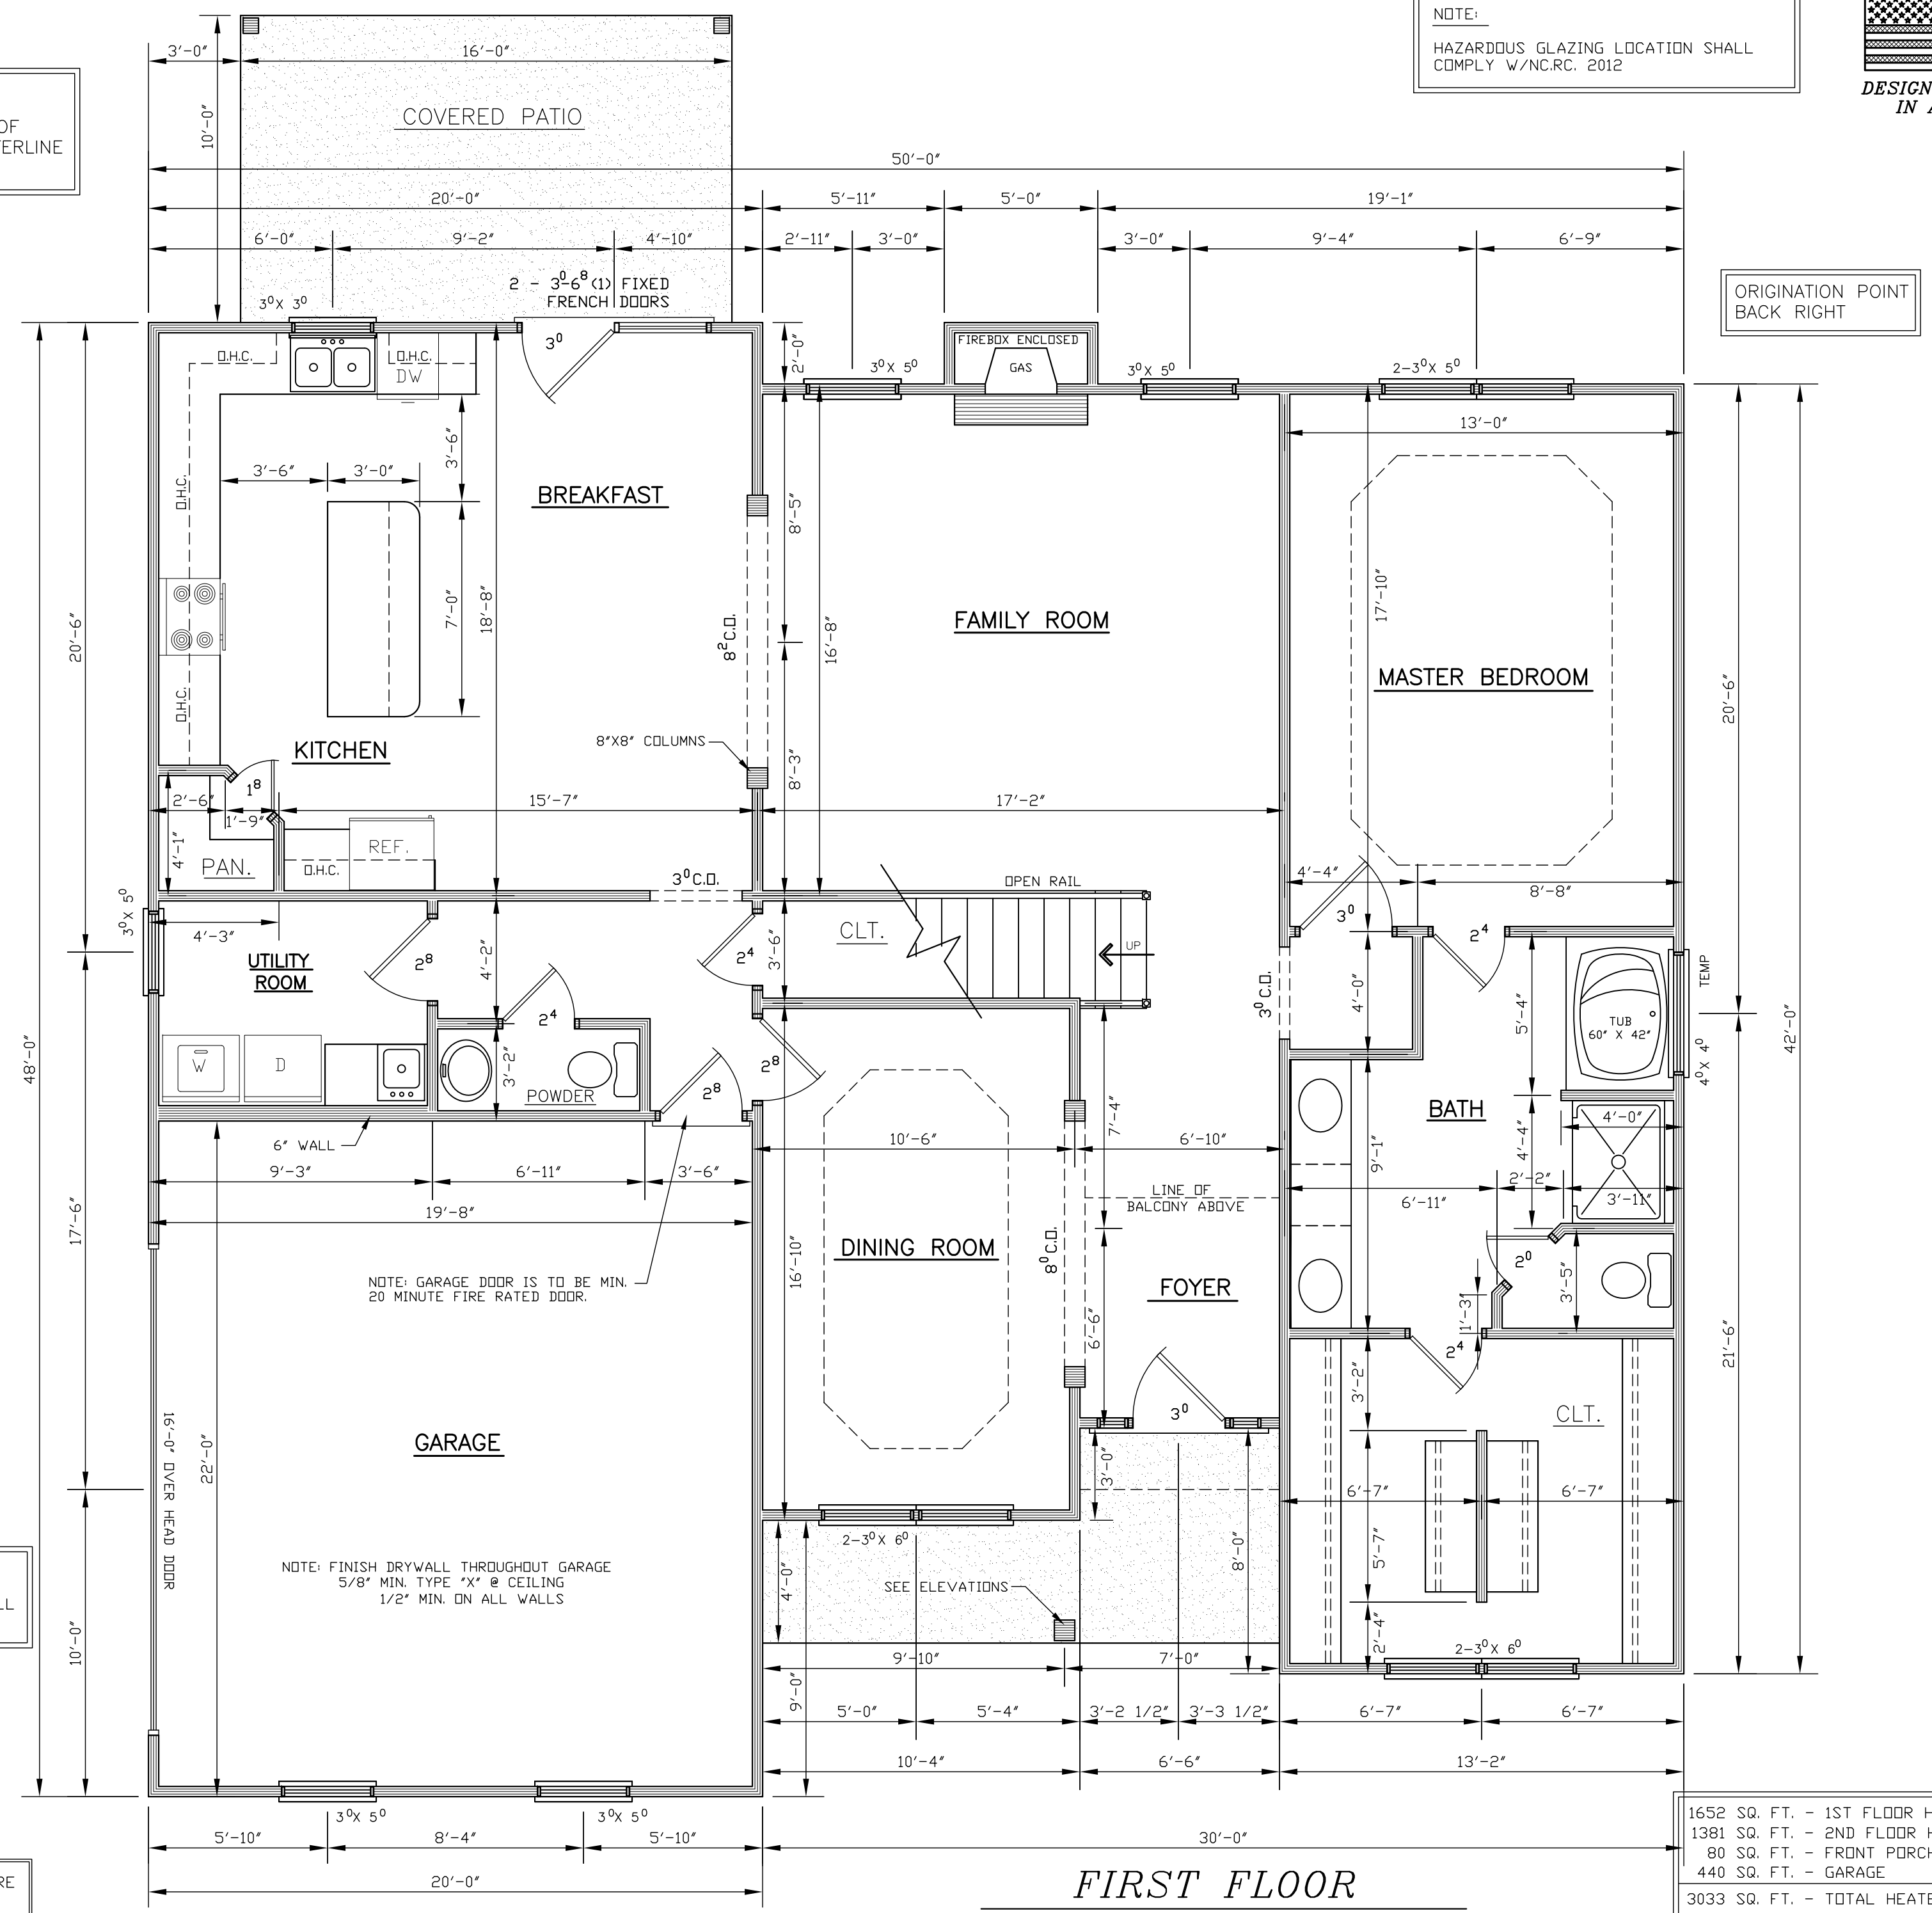 NOTE:
HAZARDOUS GLAZING LOCATION SHALL
COMPLY W/NC.RC. 2012
DESIGN
IN
OF
ERLINE
3'-0"
16'-0"
10'-0"
COVERED PATIO
50'-0"
20'-0"
5'-11"
5'-0"
19'-1"
6'-0"
9'-2"
4'-10"
2'-11"
3'-0"
3'-0"
9'-4"
6'-9"
2 - 3⁰-6⁸ (1) FIXED
FRENCH DOORS
3⁰X 3⁰
ORIGINATION POINT
BACK RIGHT
O.H.C.
O.H.C.
DW
3⁰
2'-0"
3⁰X 5⁰
FIREBOX ENCLOSED
GAS
3⁰X 5⁰
2-3⁰X 5⁰
13'-0"
3'-6"
3'-6"
3'-0"
O.H.C.
BREAKFAST
8'-5"
7'-0"
18'-8"
17'-10"
FAMILY ROOM
8²C.O.
16'-8"
MASTER BEDROOM
20'-6"
20'-6"
O.H.C.
KITCHEN
8"X8" COLUMNS
8'-3"
1⁸
2'-6"
1'-9"
15'-7"
17'-2"
4'-1"
PAN.
REF.
O.H.C.
3⁰C.O.
OPEN RAIL
4'-4"
8'-8"
3⁰X 5⁰
4'-3"
3⁰
2⁴
CLT.
UP
UTILITY
ROOM
2⁸
4'-2"
2⁴
3'-6"
3⁰C.O.
4'-0"
5'-4"
TEMP
TUB
60" X 42"
4⁰X 4⁰
42'-0"
48'-0"
2⁴
W
D
3'-2"
POWDER
2⁸
2⁸
BATH
4'-0"
6" WALL
10'-6"
7'-4"
6'-10"
9'-1"
4'-4"
9'-3"
6'-11"
3'-6"
2'-2"
LINE OF
BALCONY ABOVE
6'-11"
3'-11"
19'-8"
17'-6"
DINING ROOM
16'-10"
8⁰C.O.
2⁰
3'-5"
NOTE: GARAGE DOOR IS TO BE MIN.
20 MINUTE FIRE RATED DOOR.
FOYER
6'-6"
1'-3"
21'-6"
2⁴
3'-2"
3⁰
CLT.
GARAGE
16'-0" OVER HEAD DOOR
22'-0"
3'-0"
6'-7"
6'-7"
2-3⁰X 6⁰
5'-7"
NOTE: FINISH DRYWALL THROUGHOUT GARAGE
5/8" MIN. TYPE "X" @ CEILING
1/2" MIN. ON ALL WALLS
4'-0"
SEE ELEVATIONS
8'-0"
10'-0"
2'-4"
2-3⁰X 6⁰
9'-10"
7'-0"
9'-0"
5'-0"
5'-4"
3'-2 1/2"
3'-3 1/2"
6'-7"
6'-7"
10'-4"
6'-6"
13'-2"
3⁰X 5⁰
3⁰X 5⁰
5'-10"
8'-4"
5'-10"
30'-0"
20'-0"
FIRST FLOOR
1652 SQ. FT. - 1ST FLOOR H
1381 SQ. FT. - 2ND FLOOR H
80 SQ. FT. - FRONT PORCH
440 SQ. FT. - GARAGE
3033 SQ. FT. - TOTAL HEATE
LL
RE